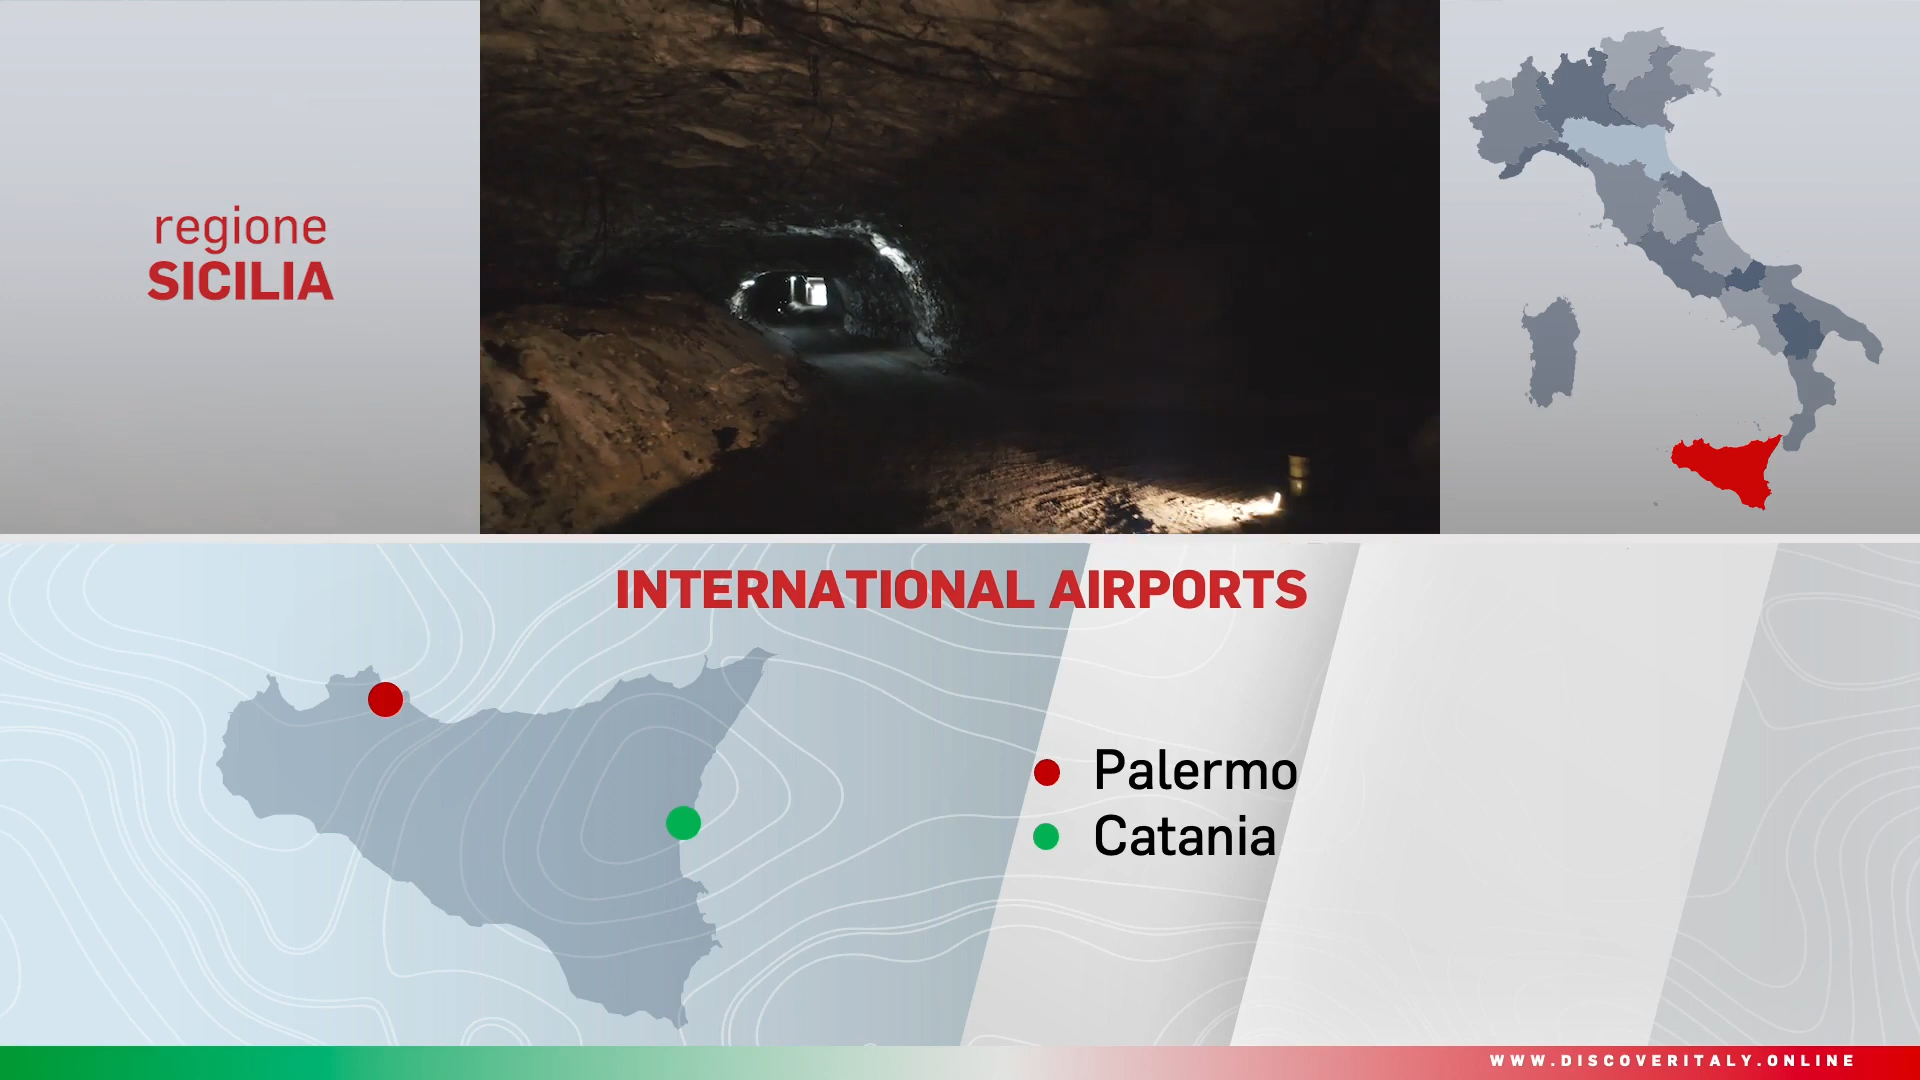 regione
SICILIA
INTERNATIONAL AIRPORTS
Palermo
Catania
WWW.DISCOVERITALY.ONLINE